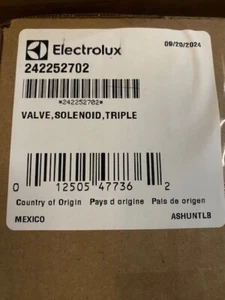 Electrolux 09/20/2024
242252702
*242252702*
VALVE,SOLENOID,TRIPLE
0 12505 47736 2
Country of Origin Pays d origine Pais de origen
MEXICO ASHUNTLB